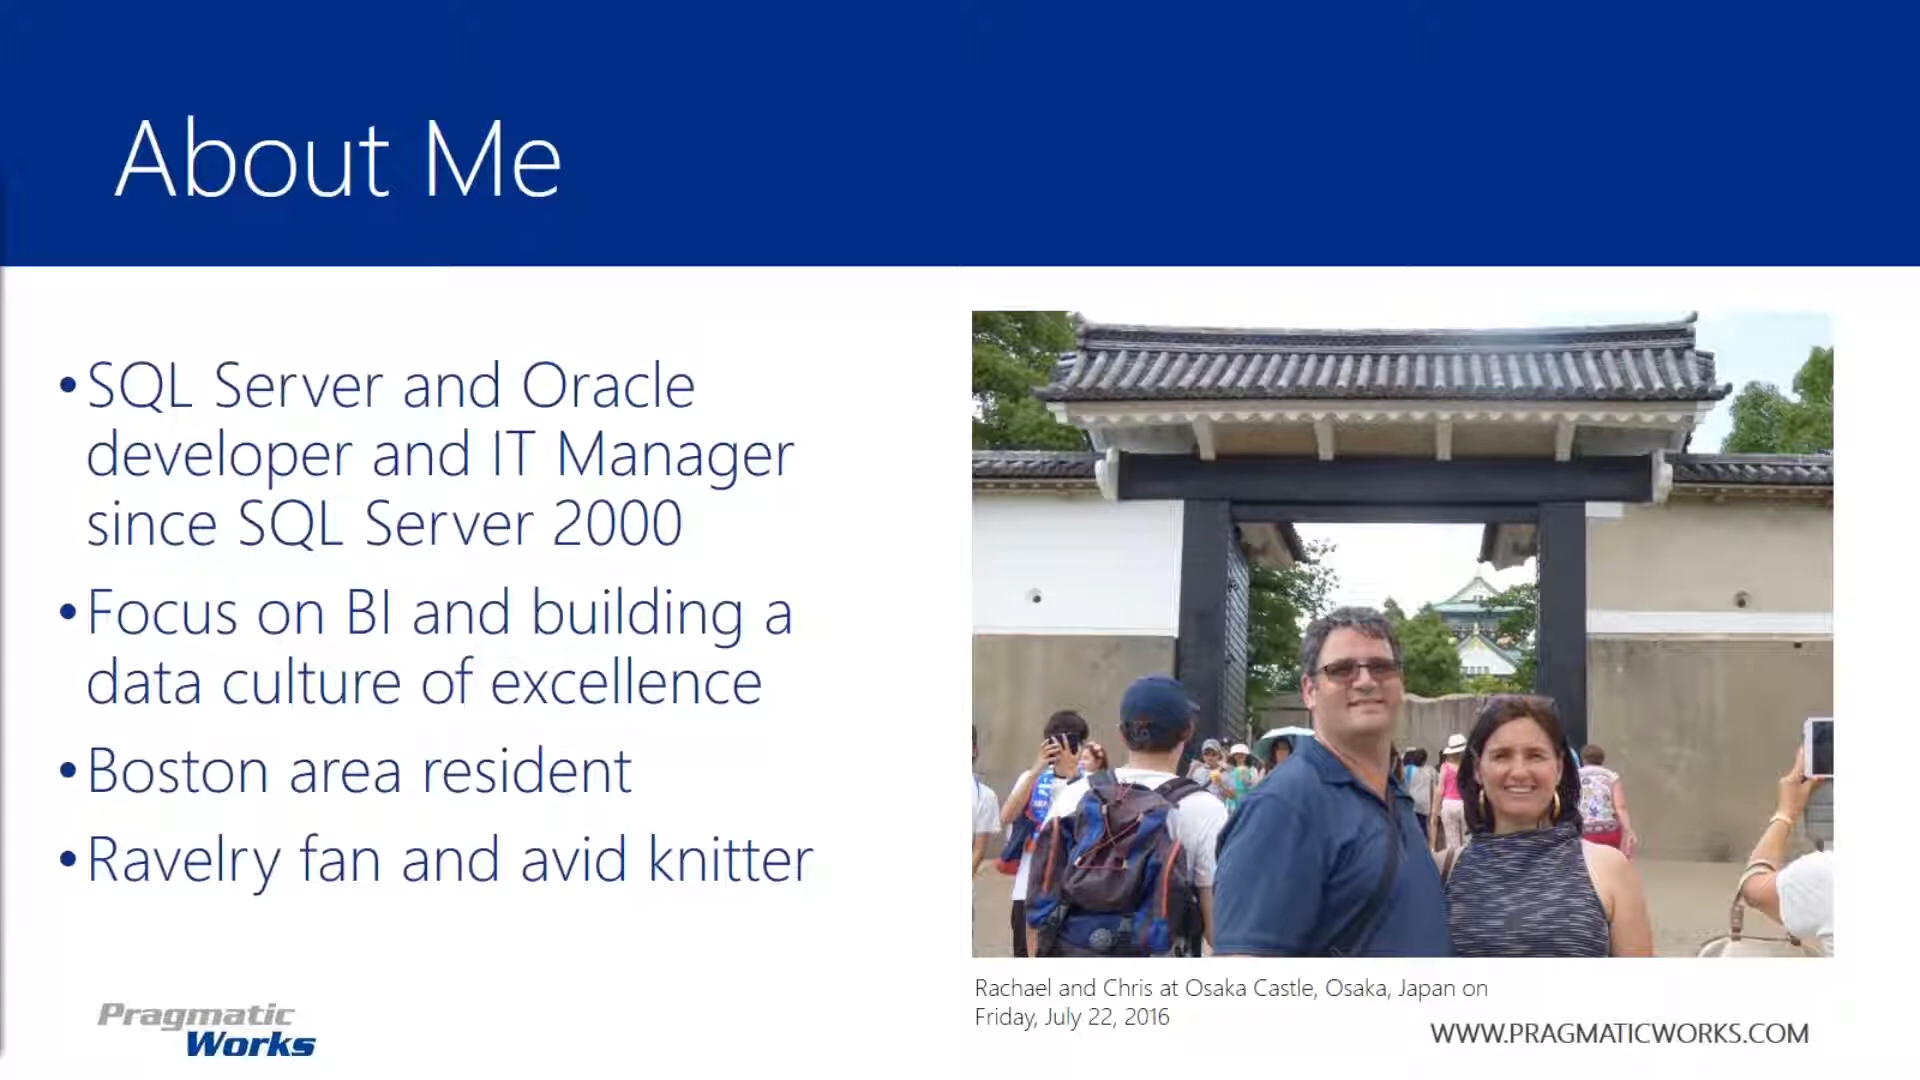 About Me
•SQL Server and Oracle
developer and IT Manager
since SQL Server 2000
•Focus on BI and building a
data culture of excellence
•Boston area resident
•Ravelry fan and avid knitter
Rachael and Chris at Osaka Castle, Osaka, Japan on
Friday, July 22, 2016
Pragmatic
Works
WWW.PRAGMATICWORKS.COM